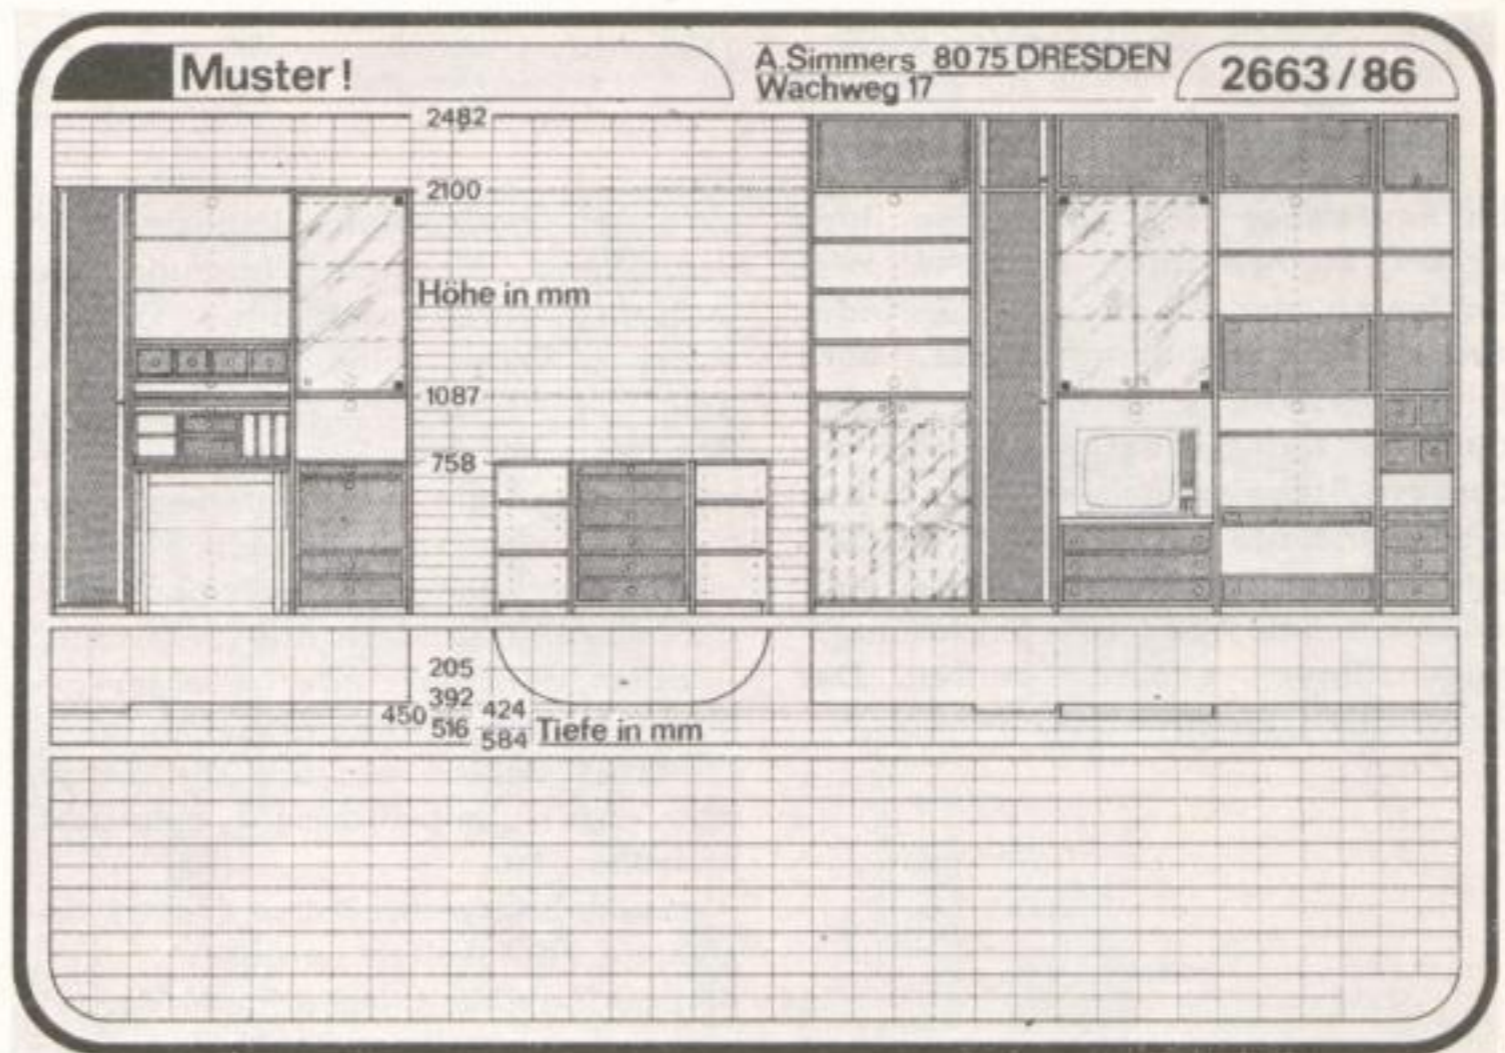 Muster!
A. Simmers 8075 DRESDEN
Wachweg 17
2663/86
2482
2100
Höhe in mm
1087
758
205
392
450 424
516
584 Tiefe in mm